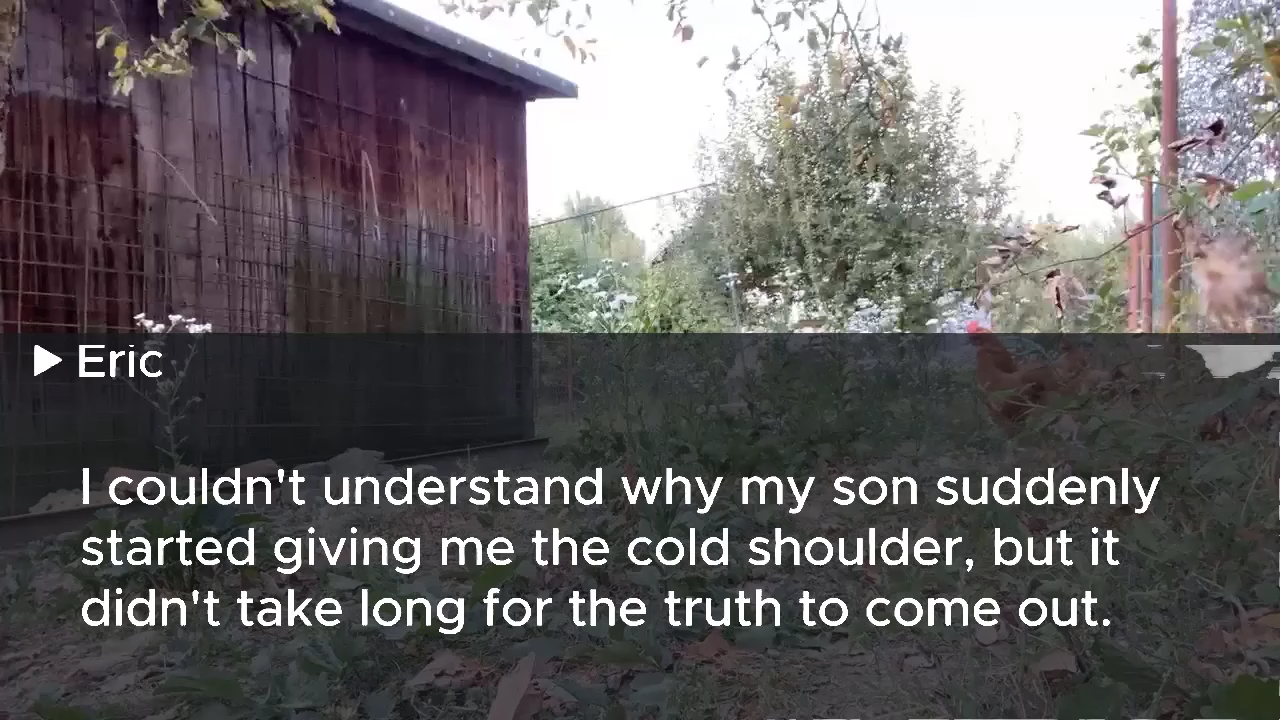 Eric
I couldn't understand why my son suddenly
started giving me the cold shoulder, but it
didn't take long for the truth to come out.